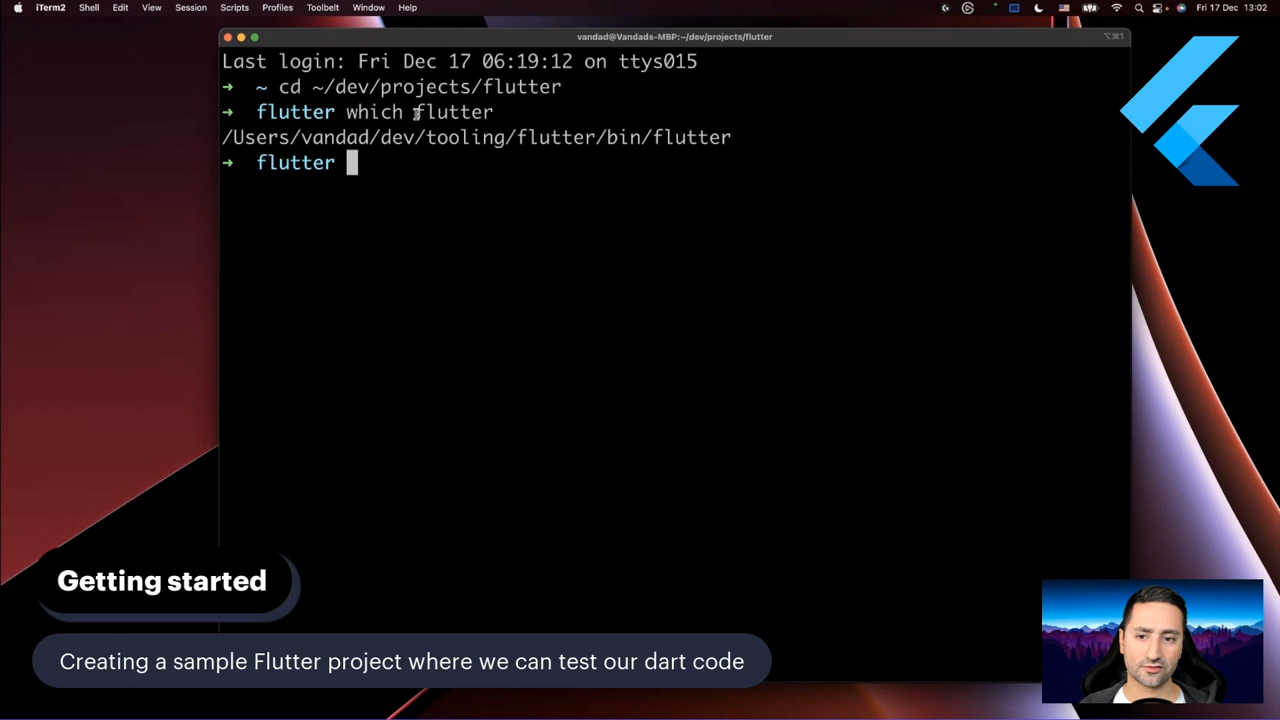 iTerm2 Shell Edit View Session Scripts Profiles Toolbelt Window Help Fri 17 Dec 13:02
vandad@Vandads-MBP:~/dev/projects/flutter ⌥⌘1
Last login: Fri Dec 17 06:19:12 on ttys015
➜ ~ cd ~/dev/projects/flutter
➜ flutter which flutter
/Users/vandad/dev/tooling/flutter/bin/flutter
➜ flutter
Getting started
Creating a sample Flutter project where we can test our dart code